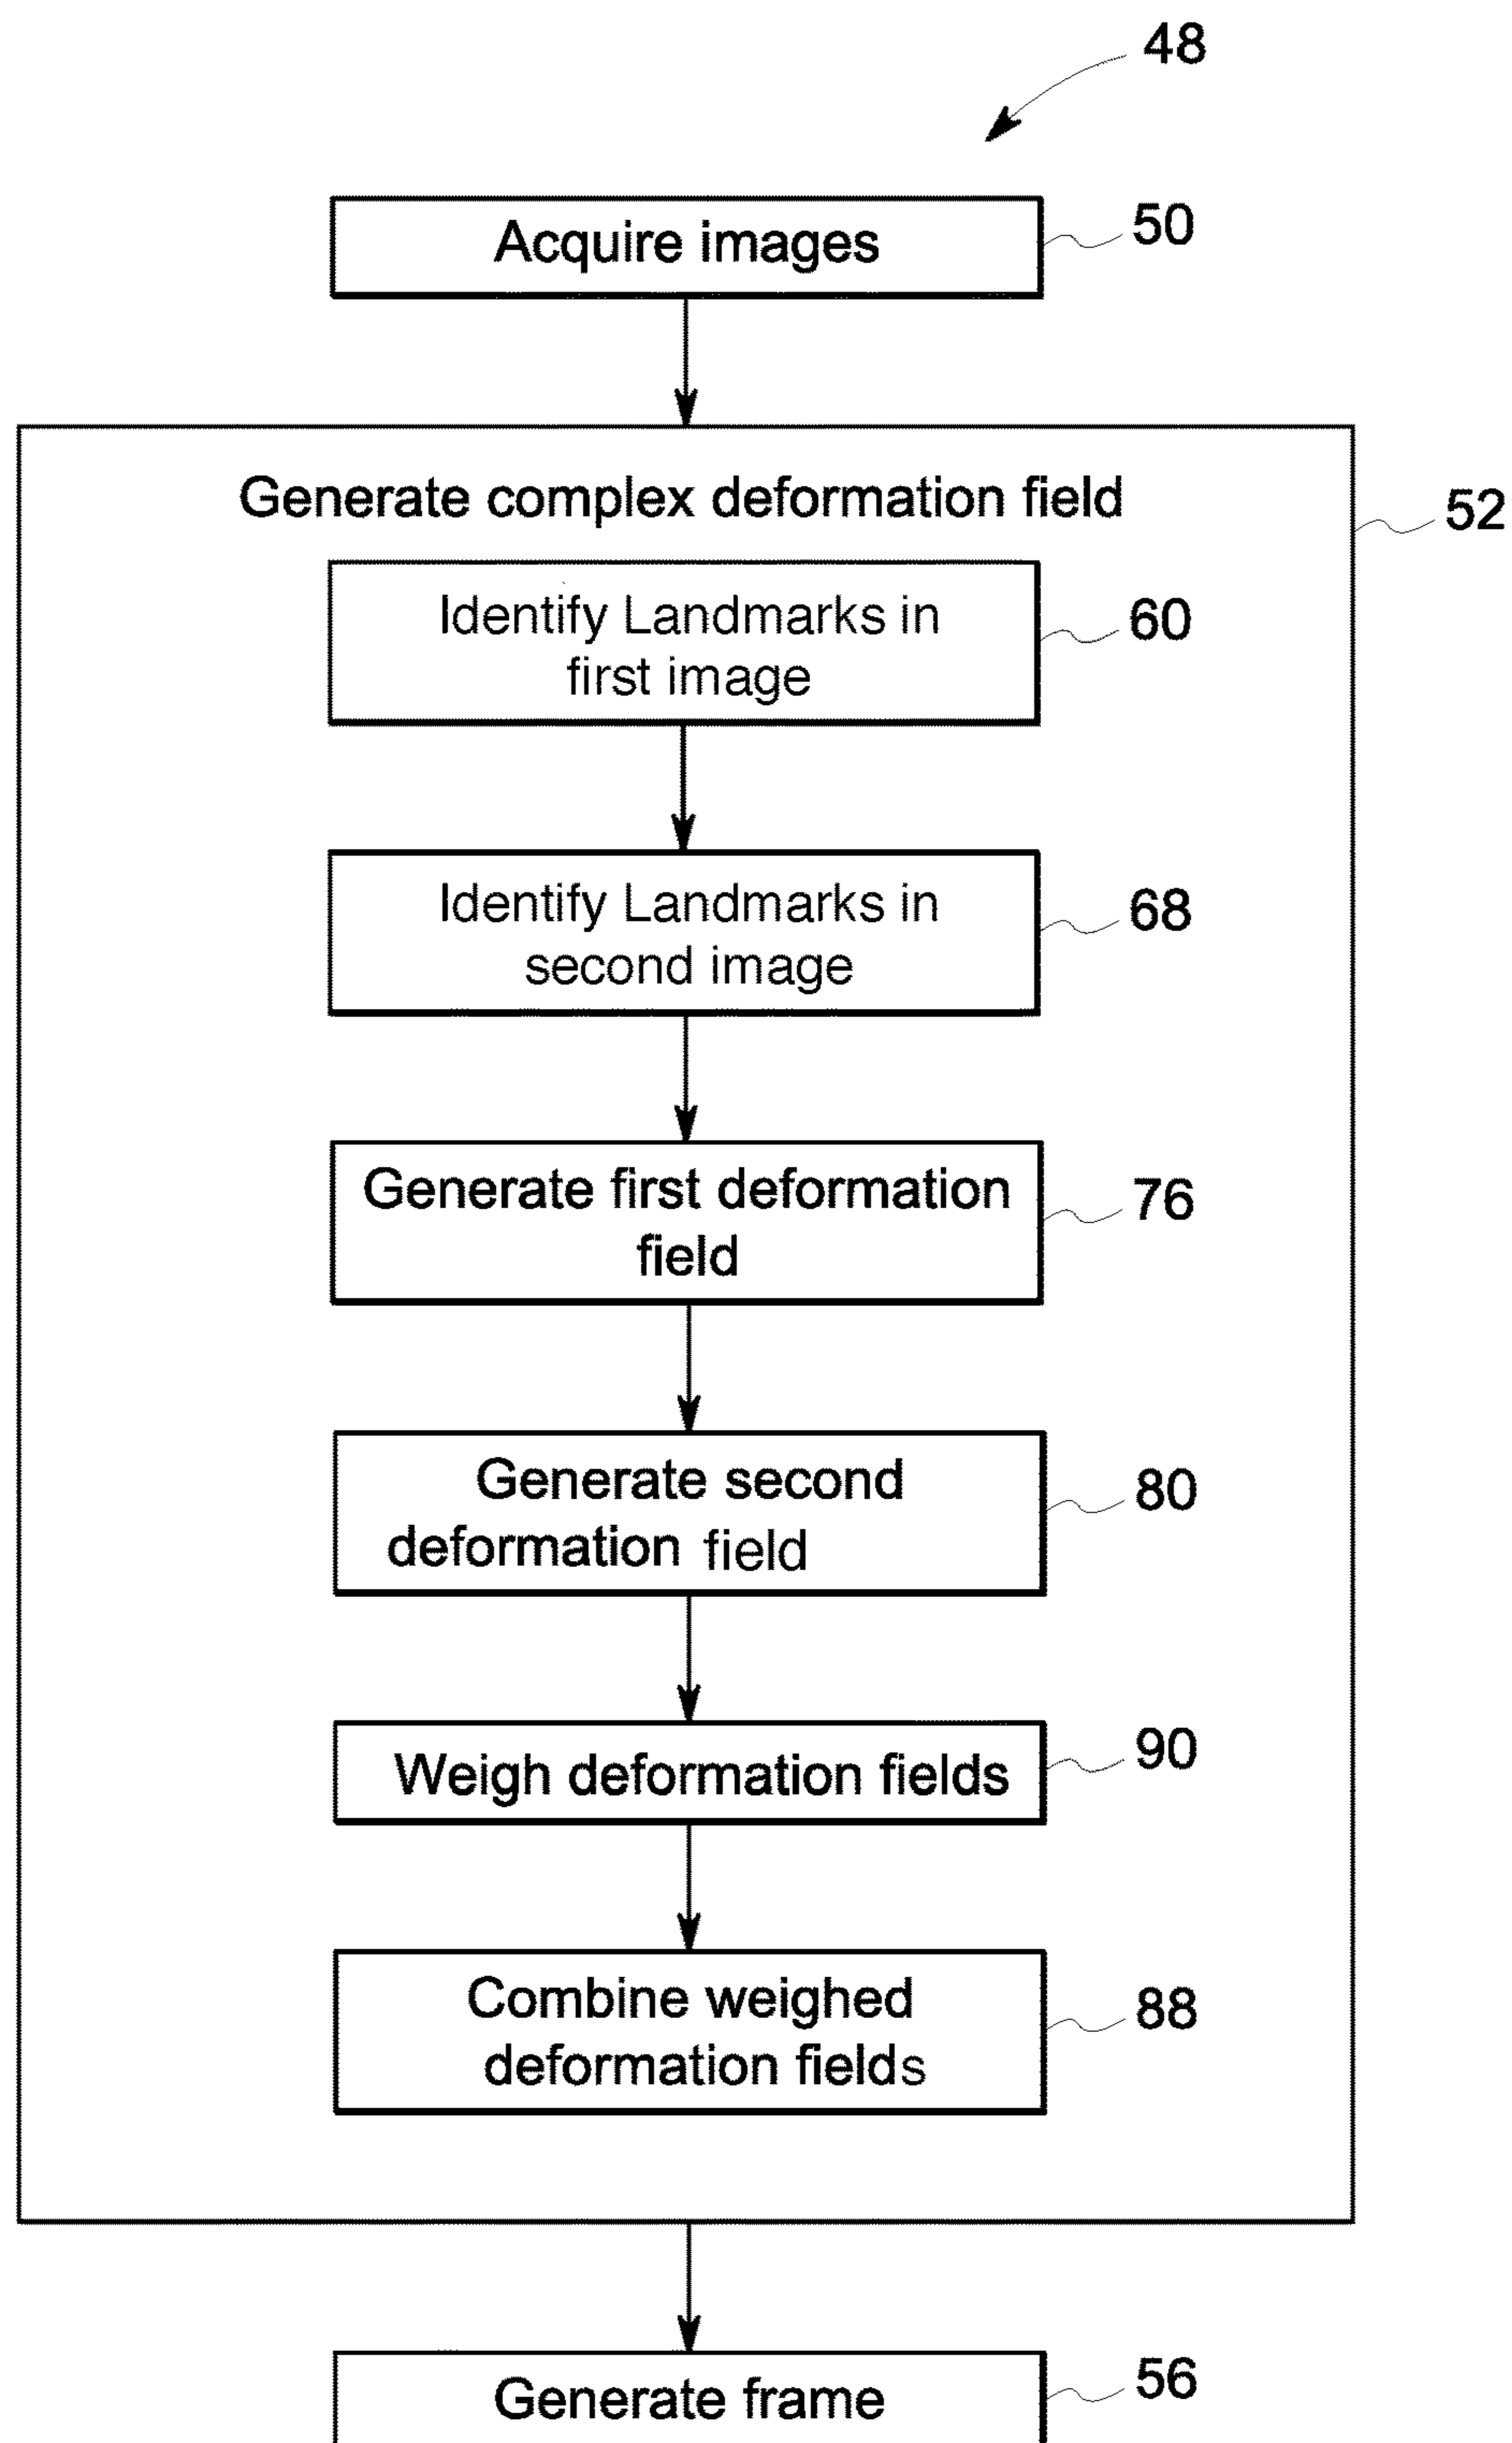 48
Acquire images
50
Generate complex deformation field
52
Identify Landmarks in
first image
60
Identify Landmarks in
second image
68
Generate first deformation
field
76
Generate second
deformation field
80
Weigh deformation fields
90
Combine weighed
deformation fields
88
Generate frame
56